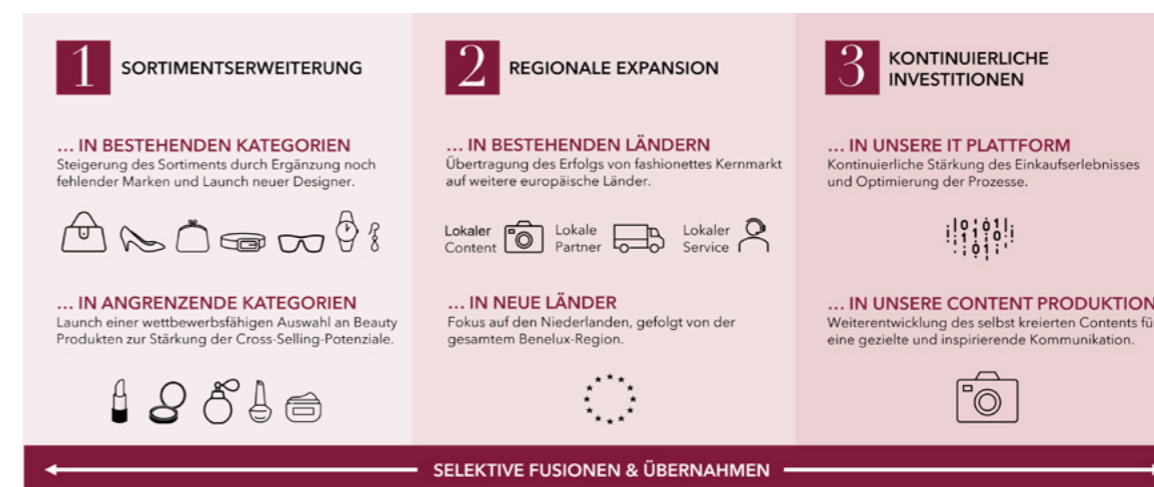 1 SORTIMENTSERWEITERUNG
... IN BESTEHENDEN KATEGORIEN
Steigerung des Sortiments durch Ergänzung noch
fehlender Marken und Launch neuer Designer.
... IN ANGRENZENDE KATEGORIEN
Launch einer wettbewerbsfähigen Auswahl an Beauty
Produkten zur Stärkung der Cross-Selling-Potenziale.
2 REGIONALE EXPANSION
... IN BESTEHENDEN LÄNDERN
Übertragung des Erfolgs von fashionettes Kernmarkt
auf weitere europäische Länder.
Lokaler
Content
Lokale
Partner
Lokaler
Service
... IN NEUE LÄNDER
Fokus auf den Niederlanden, gefolgt von der
gesamtem Benelux-Region.
3 KONTINUIERLICHE
INVESTITIONEN
... IN UNSERE IT PLATTFORM
Kontinuierliche Stärkung des Einkaufserlebnisses
und Optimierung der Prozesse.
... IN UNSERE CONTENT PRODUKTION
Weiterentwicklung des selbst kreierten Contents fü
eine gezielte und inspirierende Kommunikation.
SELEKTIVE FUSIONEN & ÜBERNAHMEN